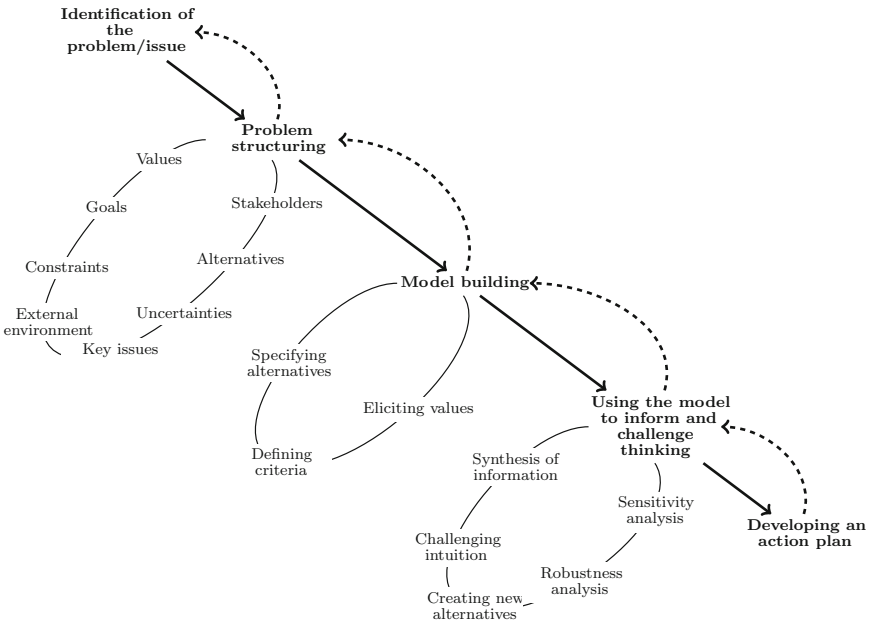 Identification of
the
problem/issue
Problem
structuring
Values
Goals
Constraints
External
environment
Key issues
Uncertainties
Alternatives
Stakeholders
Model building
Specifying
alternatives
Defining
criteria
Eliciting values
Using the model
to inform and
challenge
thinking
Synthesis of
information
Challenging
intuition
Creating new
alternatives
Robustness
analysis
Sensitivity
analysis
Developing an
action plan